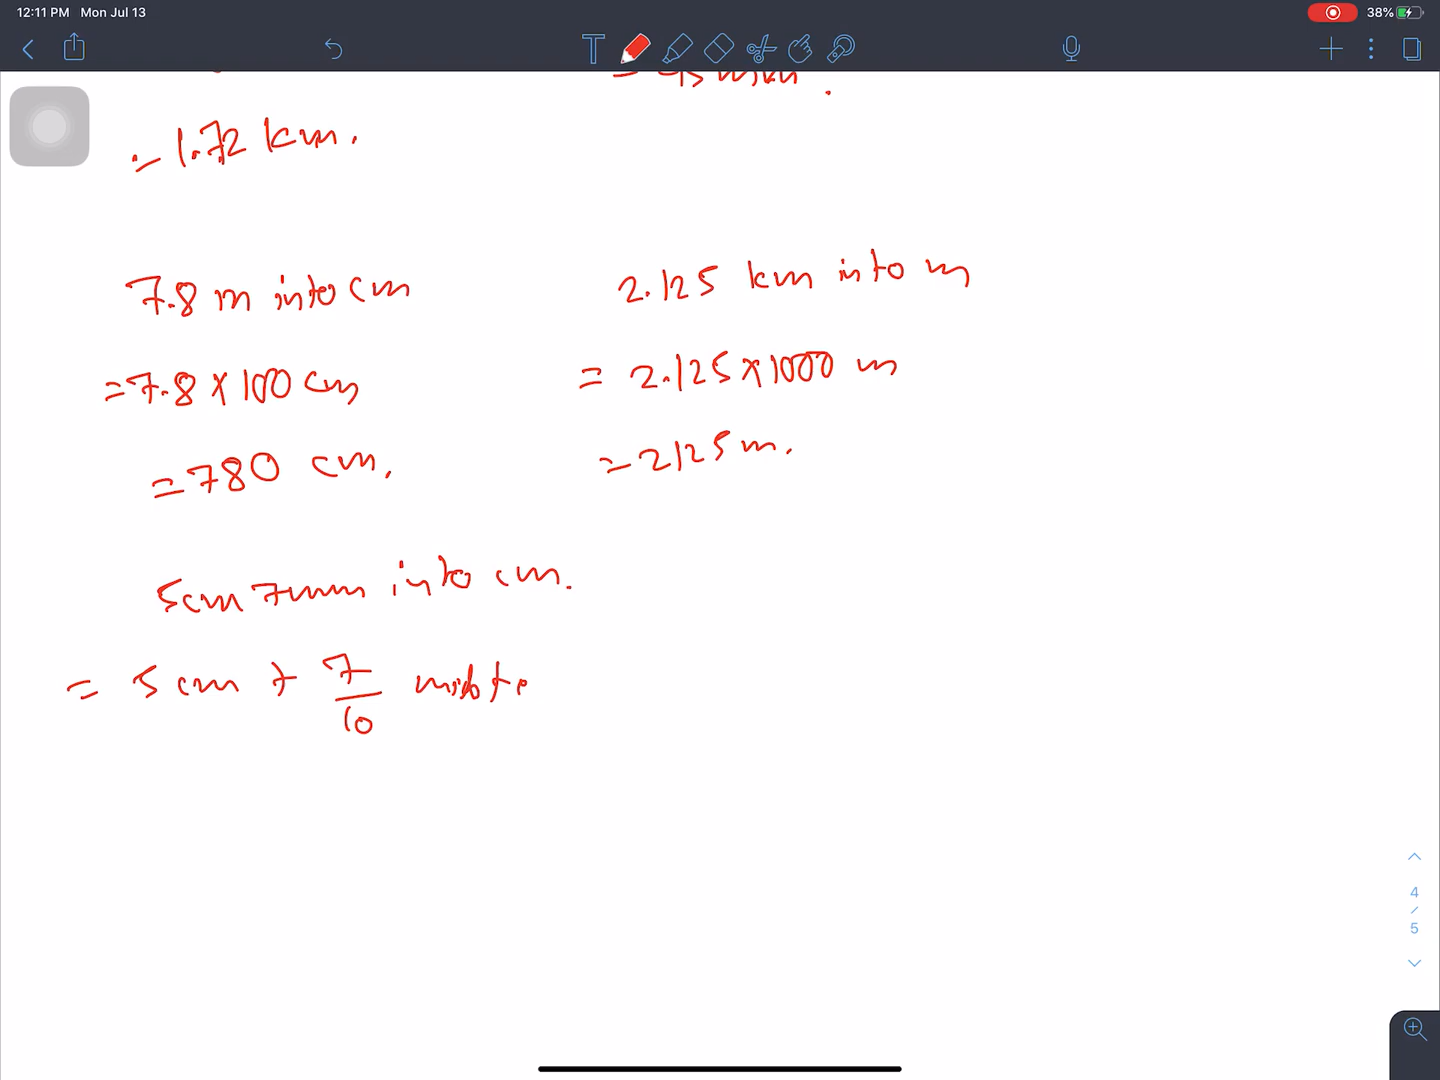 12:11 PM Mon Jul 13
38%
T
= 1.72 km.
7.8 m into cm
= 7.8 x 100 cm
= 780 cm.
2.125 km into m
= 2.125 x 1000 m
= 2125 m.
5cm 7mm into cm.
= 5 cm + 7/10
4
/
5